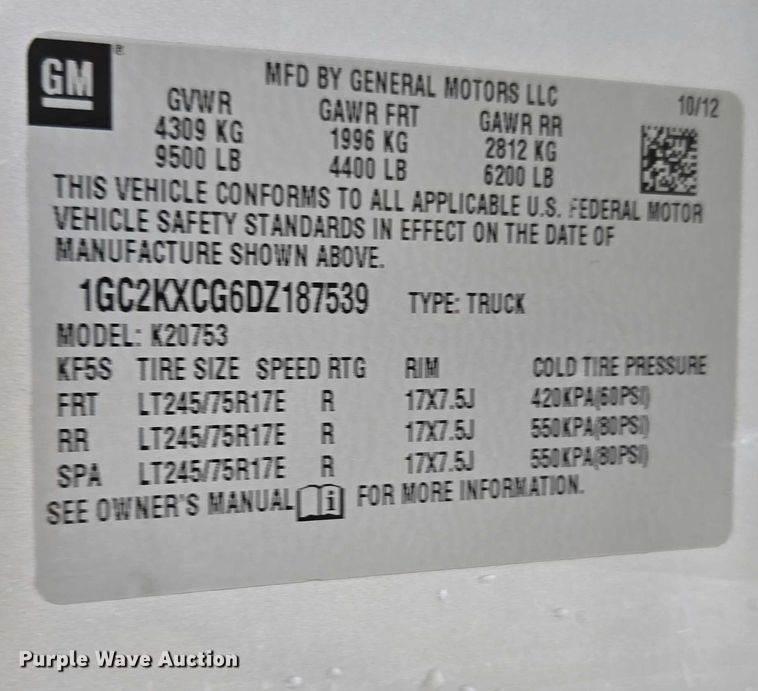 GM ®
MFD BY GENERAL MOTORS LLC
10/12
GVWR GAWR FRT GAWR RR
4309 KG 1996 KG 2812 KG
9500 LB 4400 LB 6200 LB
THIS VEHICLE CONFORMS TO ALL APPLICABLE U.S. FEDERAL MOTOR
VEHICLE SAFETY STANDARDS IN EFFECT ON THE DATE OF
MANUFACTURE SHOWN ABOVE.
1GC2KXCG6DZ187539 TYPE: TRUCK
MODEL: K20753
KF5S TIRE SIZE SPEED RTG RIM COLD TIRE PRESSURE
FRT LT245/75R17E R 17X7.5J 420KPA(60PSI)
RR LT245/75R17E R 17X7.5J 550KPA(80PSI)
SPA LT245/75R17E R 17X7.5J 550KPA(80PSI)
SEE OWNER'S MANUAL i FOR MORE INFORMATION.
Purple Wave Auction